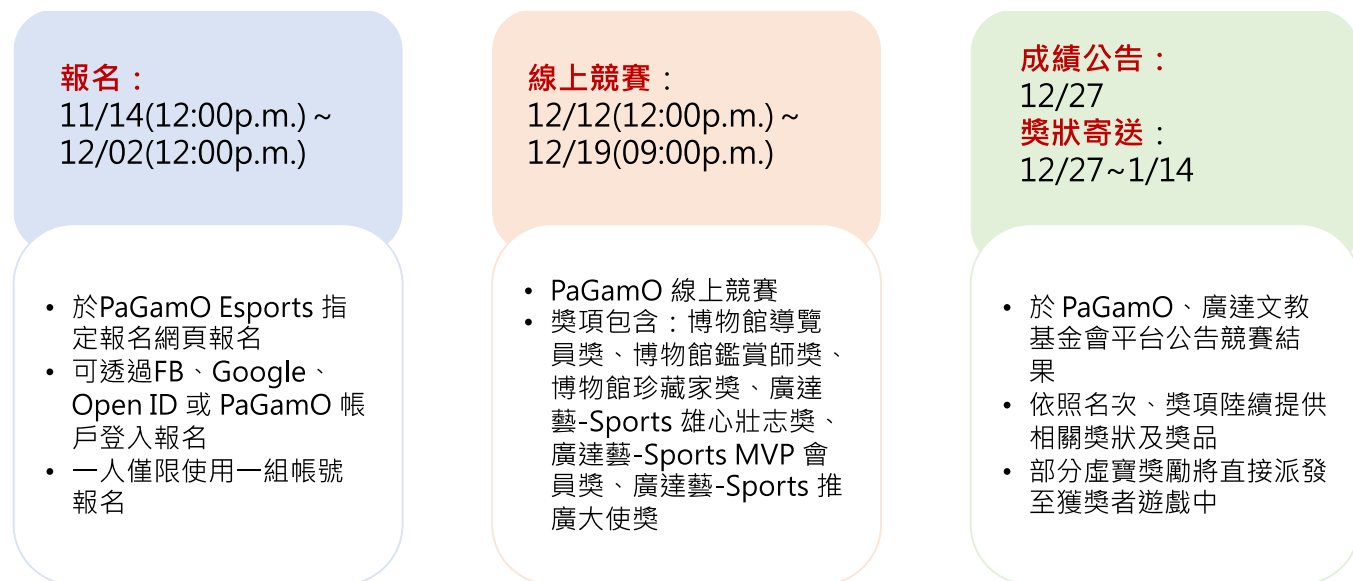 報名：
11/14(12:00p.m.) ~
12/02(12:00p.m.)
• 於PaGamO Esports 指
定報名網頁報名
• 可透過FB、Google、
Open ID 或 PaGamO 帳
戶登入報名
• 一人僅限使用一組帳號
報名
線上競賽：
12/12(12:00p.m.) ~
12/19(09:00p.m.)
• PaGamO 線上競賽
• 獎項包含：博物館導覽
員獎、博物館鑑賞師獎、
博物館珍藏家獎、廣達
藝-Sports 雄心壯志獎、
廣達藝-Sports MVP 會
員獎、廣達藝-Sports 推
廣大使獎
成績公告：
12/27
獎狀寄送：
12/27~1/14
• 於 PaGamO、廣達文教
基金會平台公告競賽結
果
• 依照名次、獎項陸續提供
相關獎狀及獎品
• 部分虛寶獎勵將直接派發
至獲獎者遊戲中